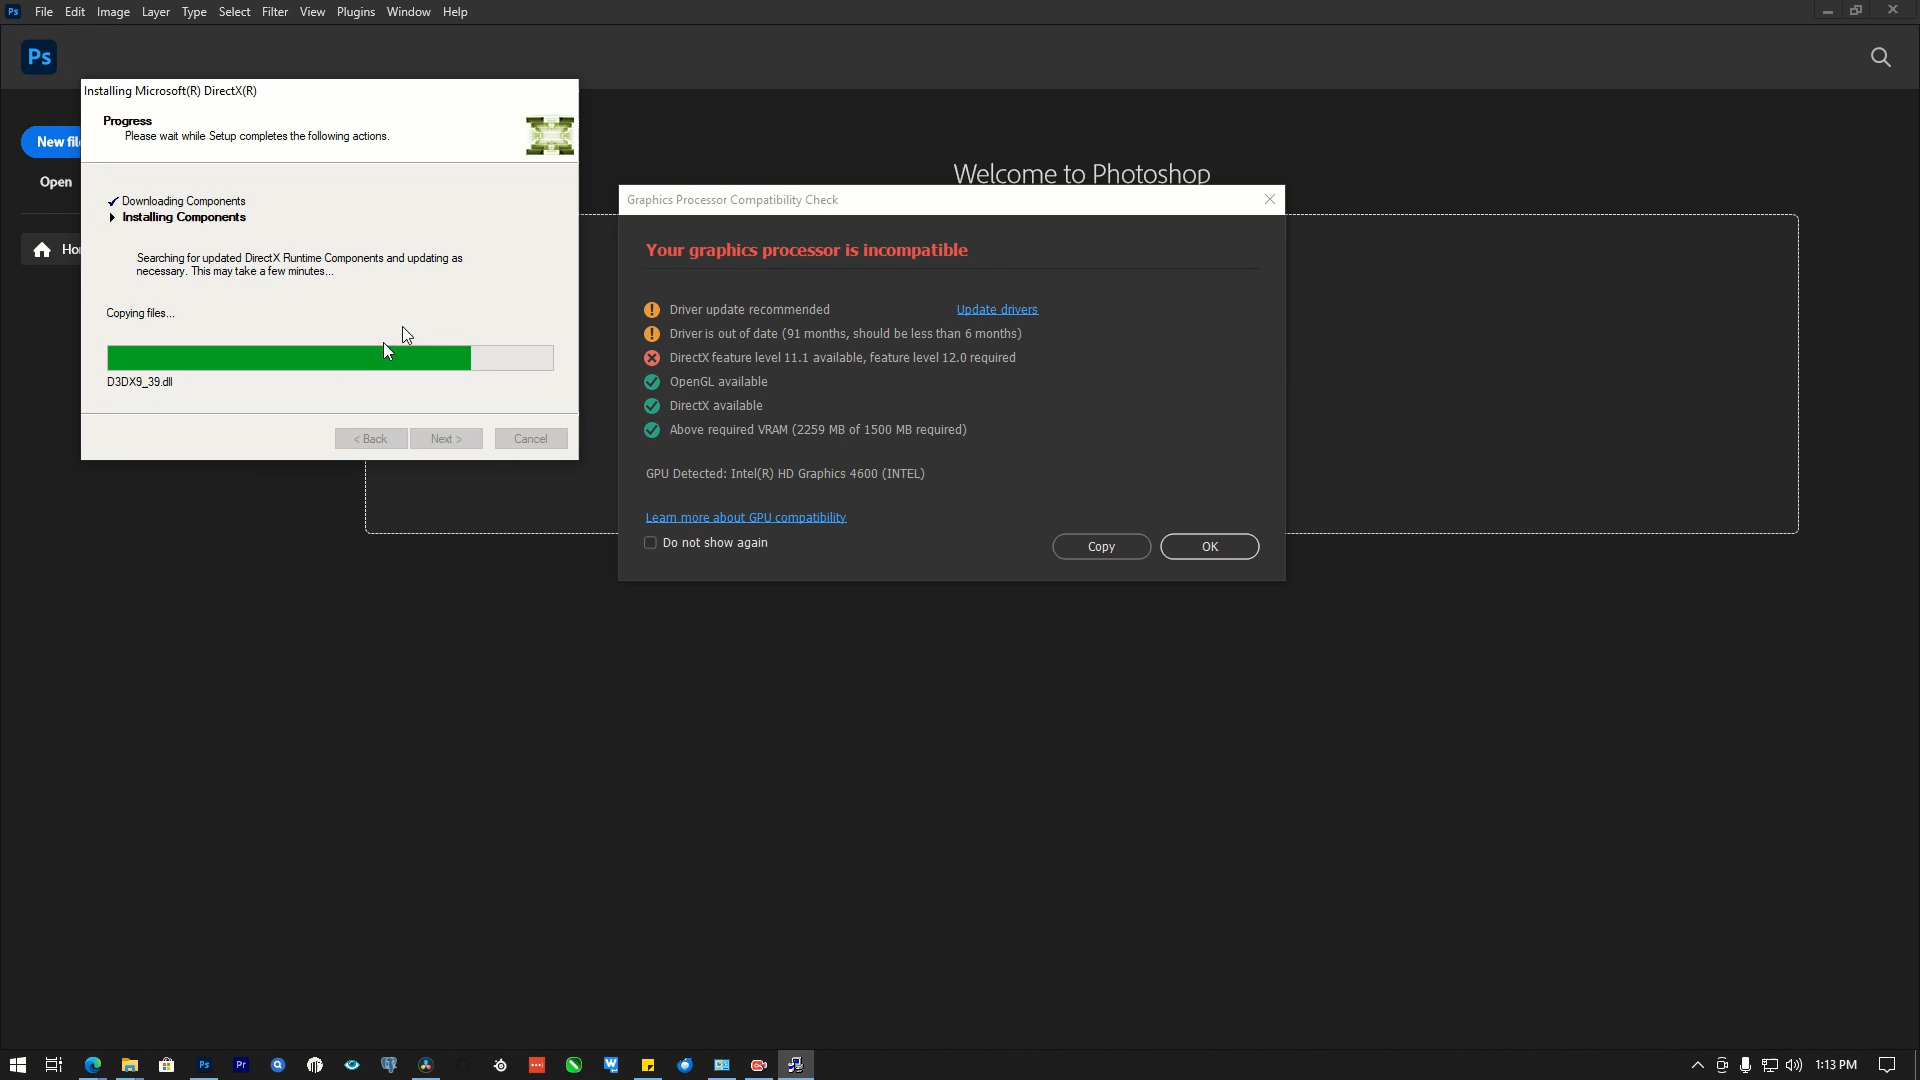 Ps File Edit Image Layer Type Select Filter View Plugins Window Help
Ps
Installing Microsoft(R) DirectX(R)
Progress
Please wait while Setup completes the following actions.
New fil
Open
Welcome to Photoshop
Graphics Processor Compatibility Check
Downloading Components
Installing Components
Ho
Your graphics processor is incompatible
Searching for updated DirectX Runtime Components and updating as
necessary. This may take a few minutes...
Copying files...
D3DX9_39.dll
< Back Next > Cancel
Driver update recommended Update drivers
Driver is out of date (91 months, should be less than 6 months)
DirectX feature level 11.1 available, feature level 12.0 required
OpenGL available
DirectX available
Above required VRAM (2259 MB of 1500 MB required)
GPU Detected: Intel(R) HD Graphics 4600 (INTEL)
Learn more about GPU compatibility
Do not show again
Copy OK
Ps Pr 1:13 PM